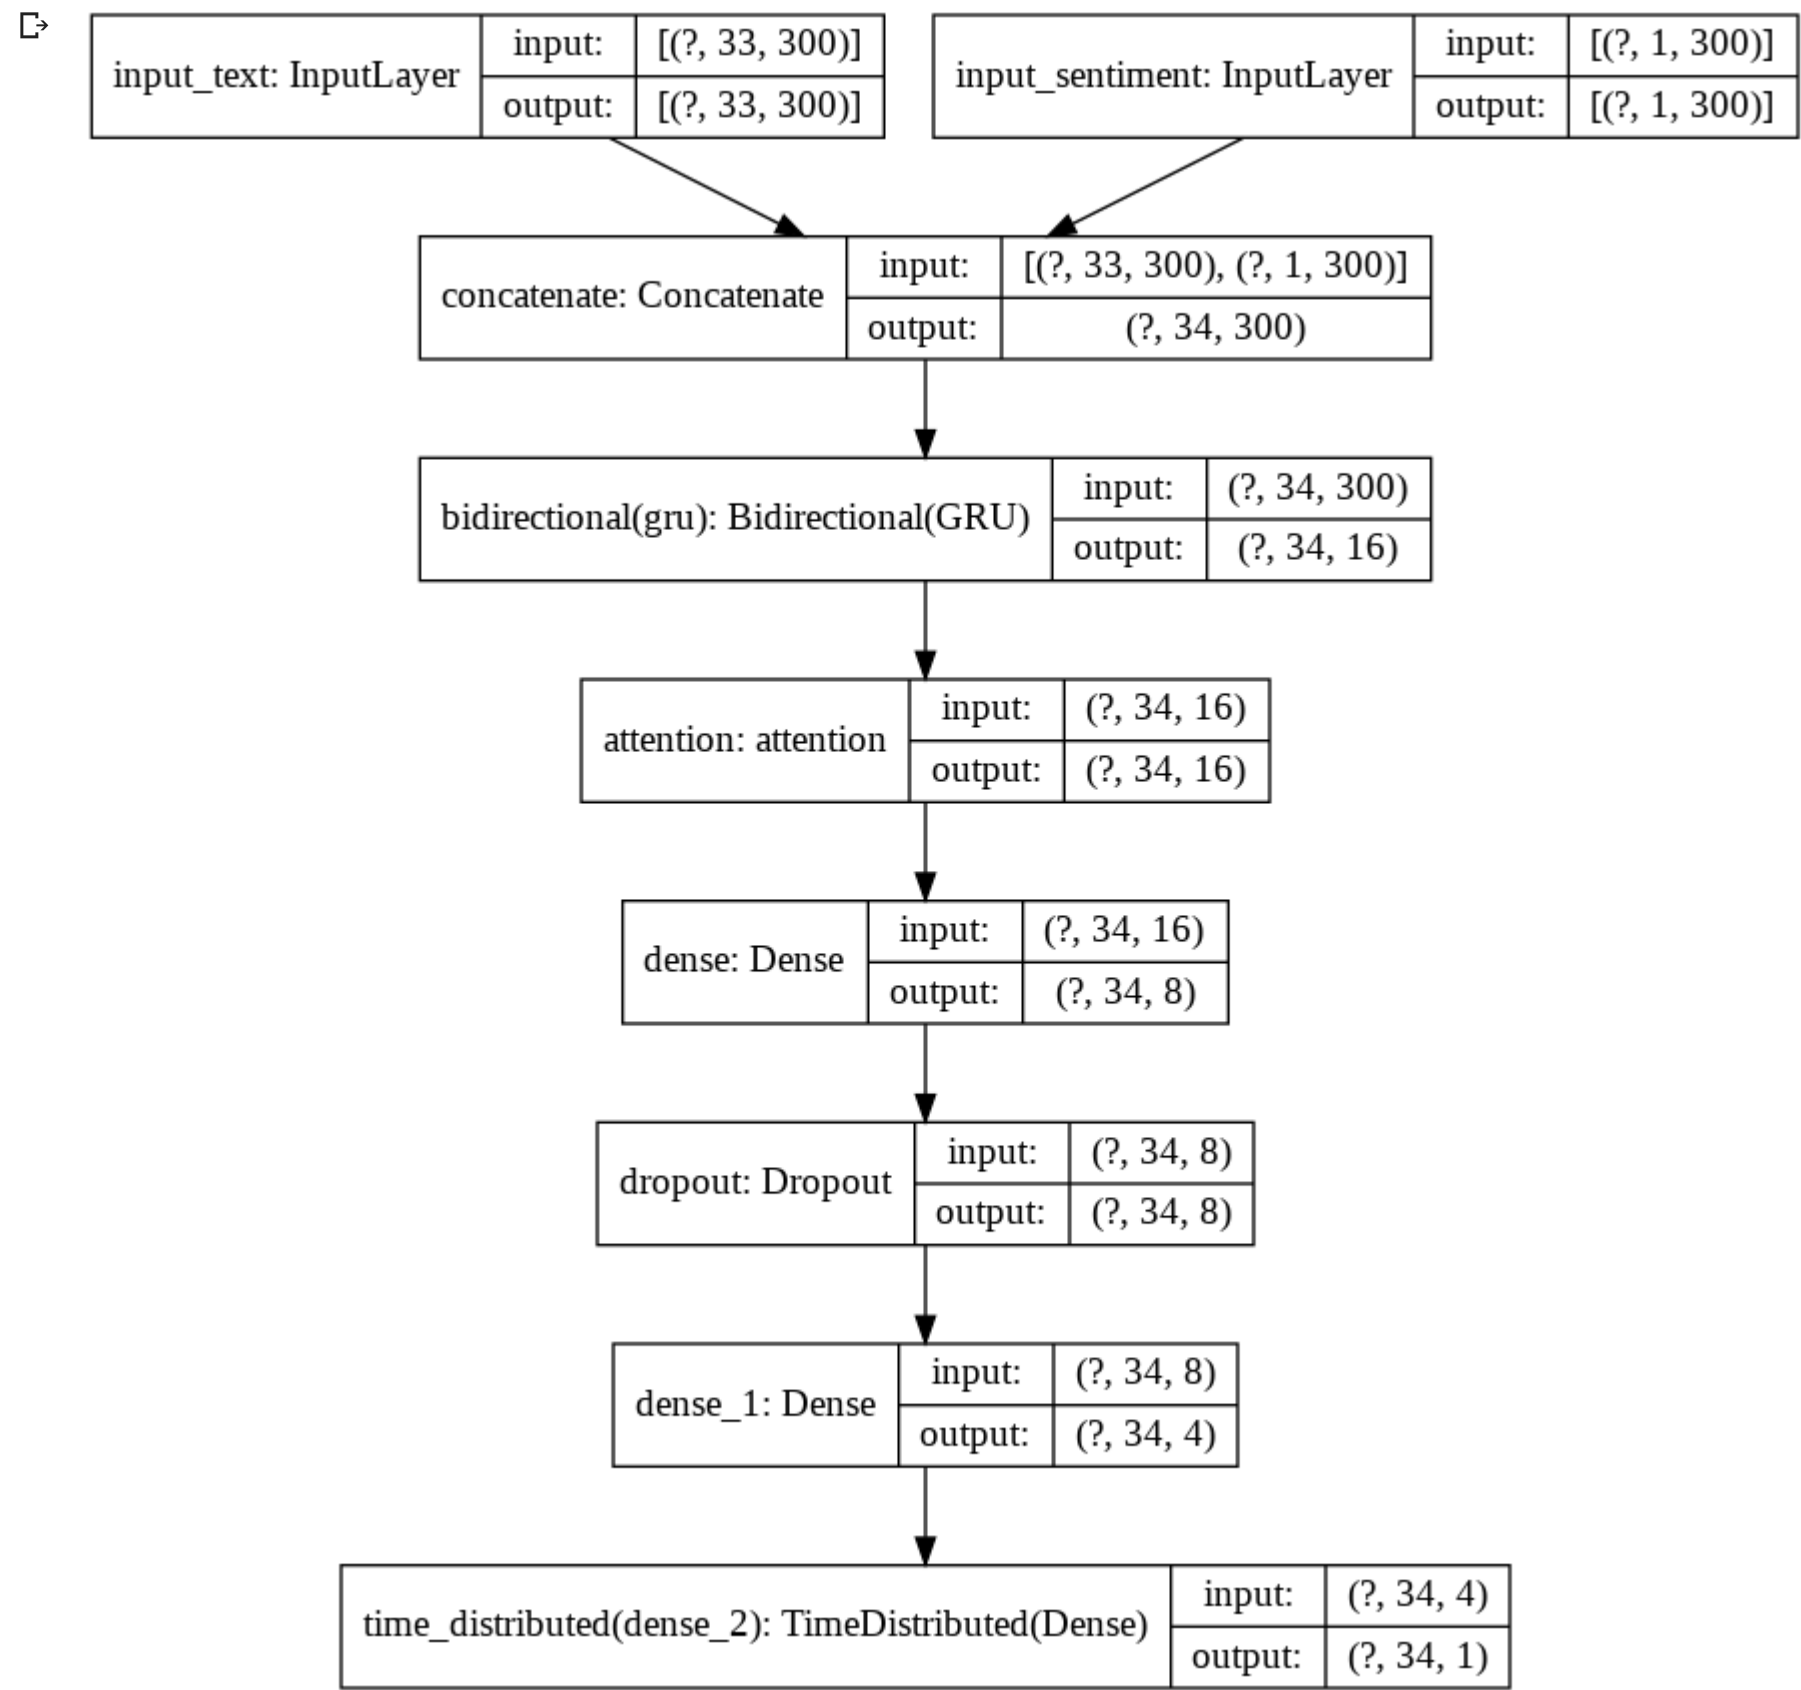 input_text: InputLayer
input: [(?, 33, 300)]
output: [(?, 33, 300)]
input_sentiment: InputLayer
input: [(?, 1, 300)]
output: [(?, 1, 300)]
concatenate: Concatenate
input: [(?, 33, 300), (?, 1, 300)]
output: (?, 34, 300)
bidirectional(gru): Bidirectional(GRU)
input: (?, 34, 300)
output: (?, 34, 16)
attention: attention
input: (?, 34, 16)
output: (?, 34, 16)
dense: Dense
input: (?, 34, 16)
output: (?, 34, 8)
dropout: Dropout
input: (?, 34, 8)
output: (?, 34, 8)
dense_1: Dense
input: (?, 34, 8)
output: (?, 34, 4)
time_distributed(dense_2): TimeDistributed(Dense)
input: (?, 34, 4)
output: (?, 34, 1)